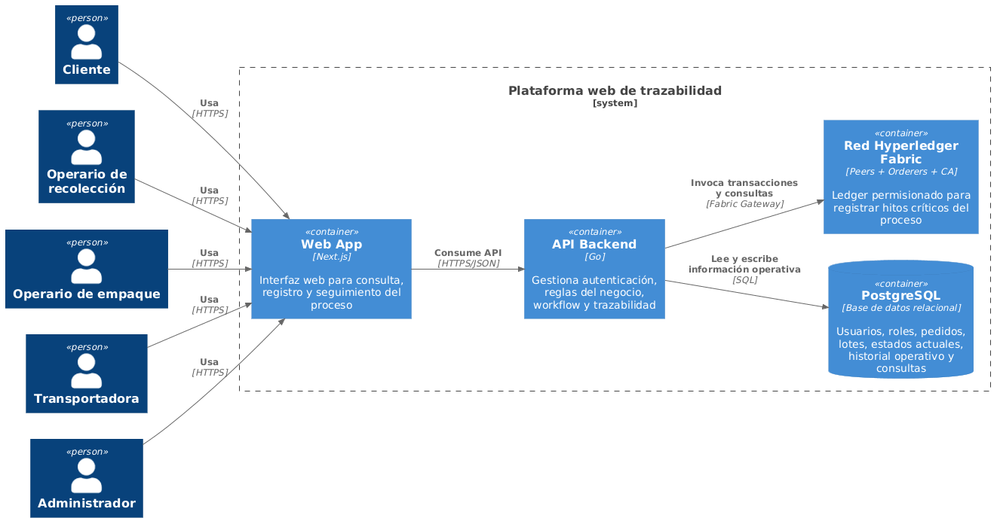 «person»
Cliente
«person»
Operario de
recolección
«person»
Operario de empaque
«person»
Transportadora
«person»
Administrador
Usa
[HTTPS]
Usa
[HTTPS]
Usa
[HTTPS]
Usa
[HTTPS]
Usa
[HTTPS]
Plataforma web de trazabilidad
[system]
«container»
Web App
[Next.js]
Interfaz web para consulta,
registro y seguimiento del
proceso
Consume API
[HTTPS/JSON]
«container»
API Backend
[Go]
Gestiona autenticación,
reglas del negocio,
workflow y trazabilidad
Invoca transacciones
y consultas
[Fabric Gateway]
Lee y escribe
información operativa
[SQL]
«container»
Red Hyperledger
Fabric
[Peers + Orderers + CA]
Ledger permisionado para
registrar hitos críticos del
proceso
«container»
PostgreSQL
[Base de datos relacional]
Usuarios, roles, pedidos,
lotes, estados actuales,
historial operativo y
consultas